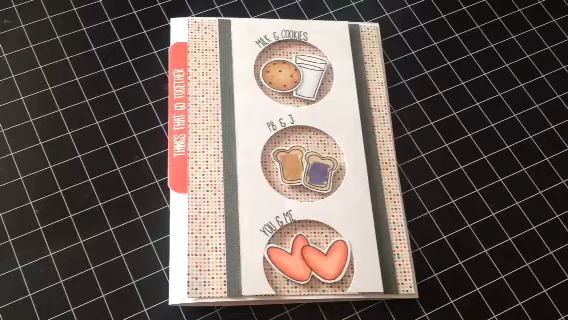 THINGS THAT GO TOGETHER
MILK & COOKIES
PB & J
YOU & ME